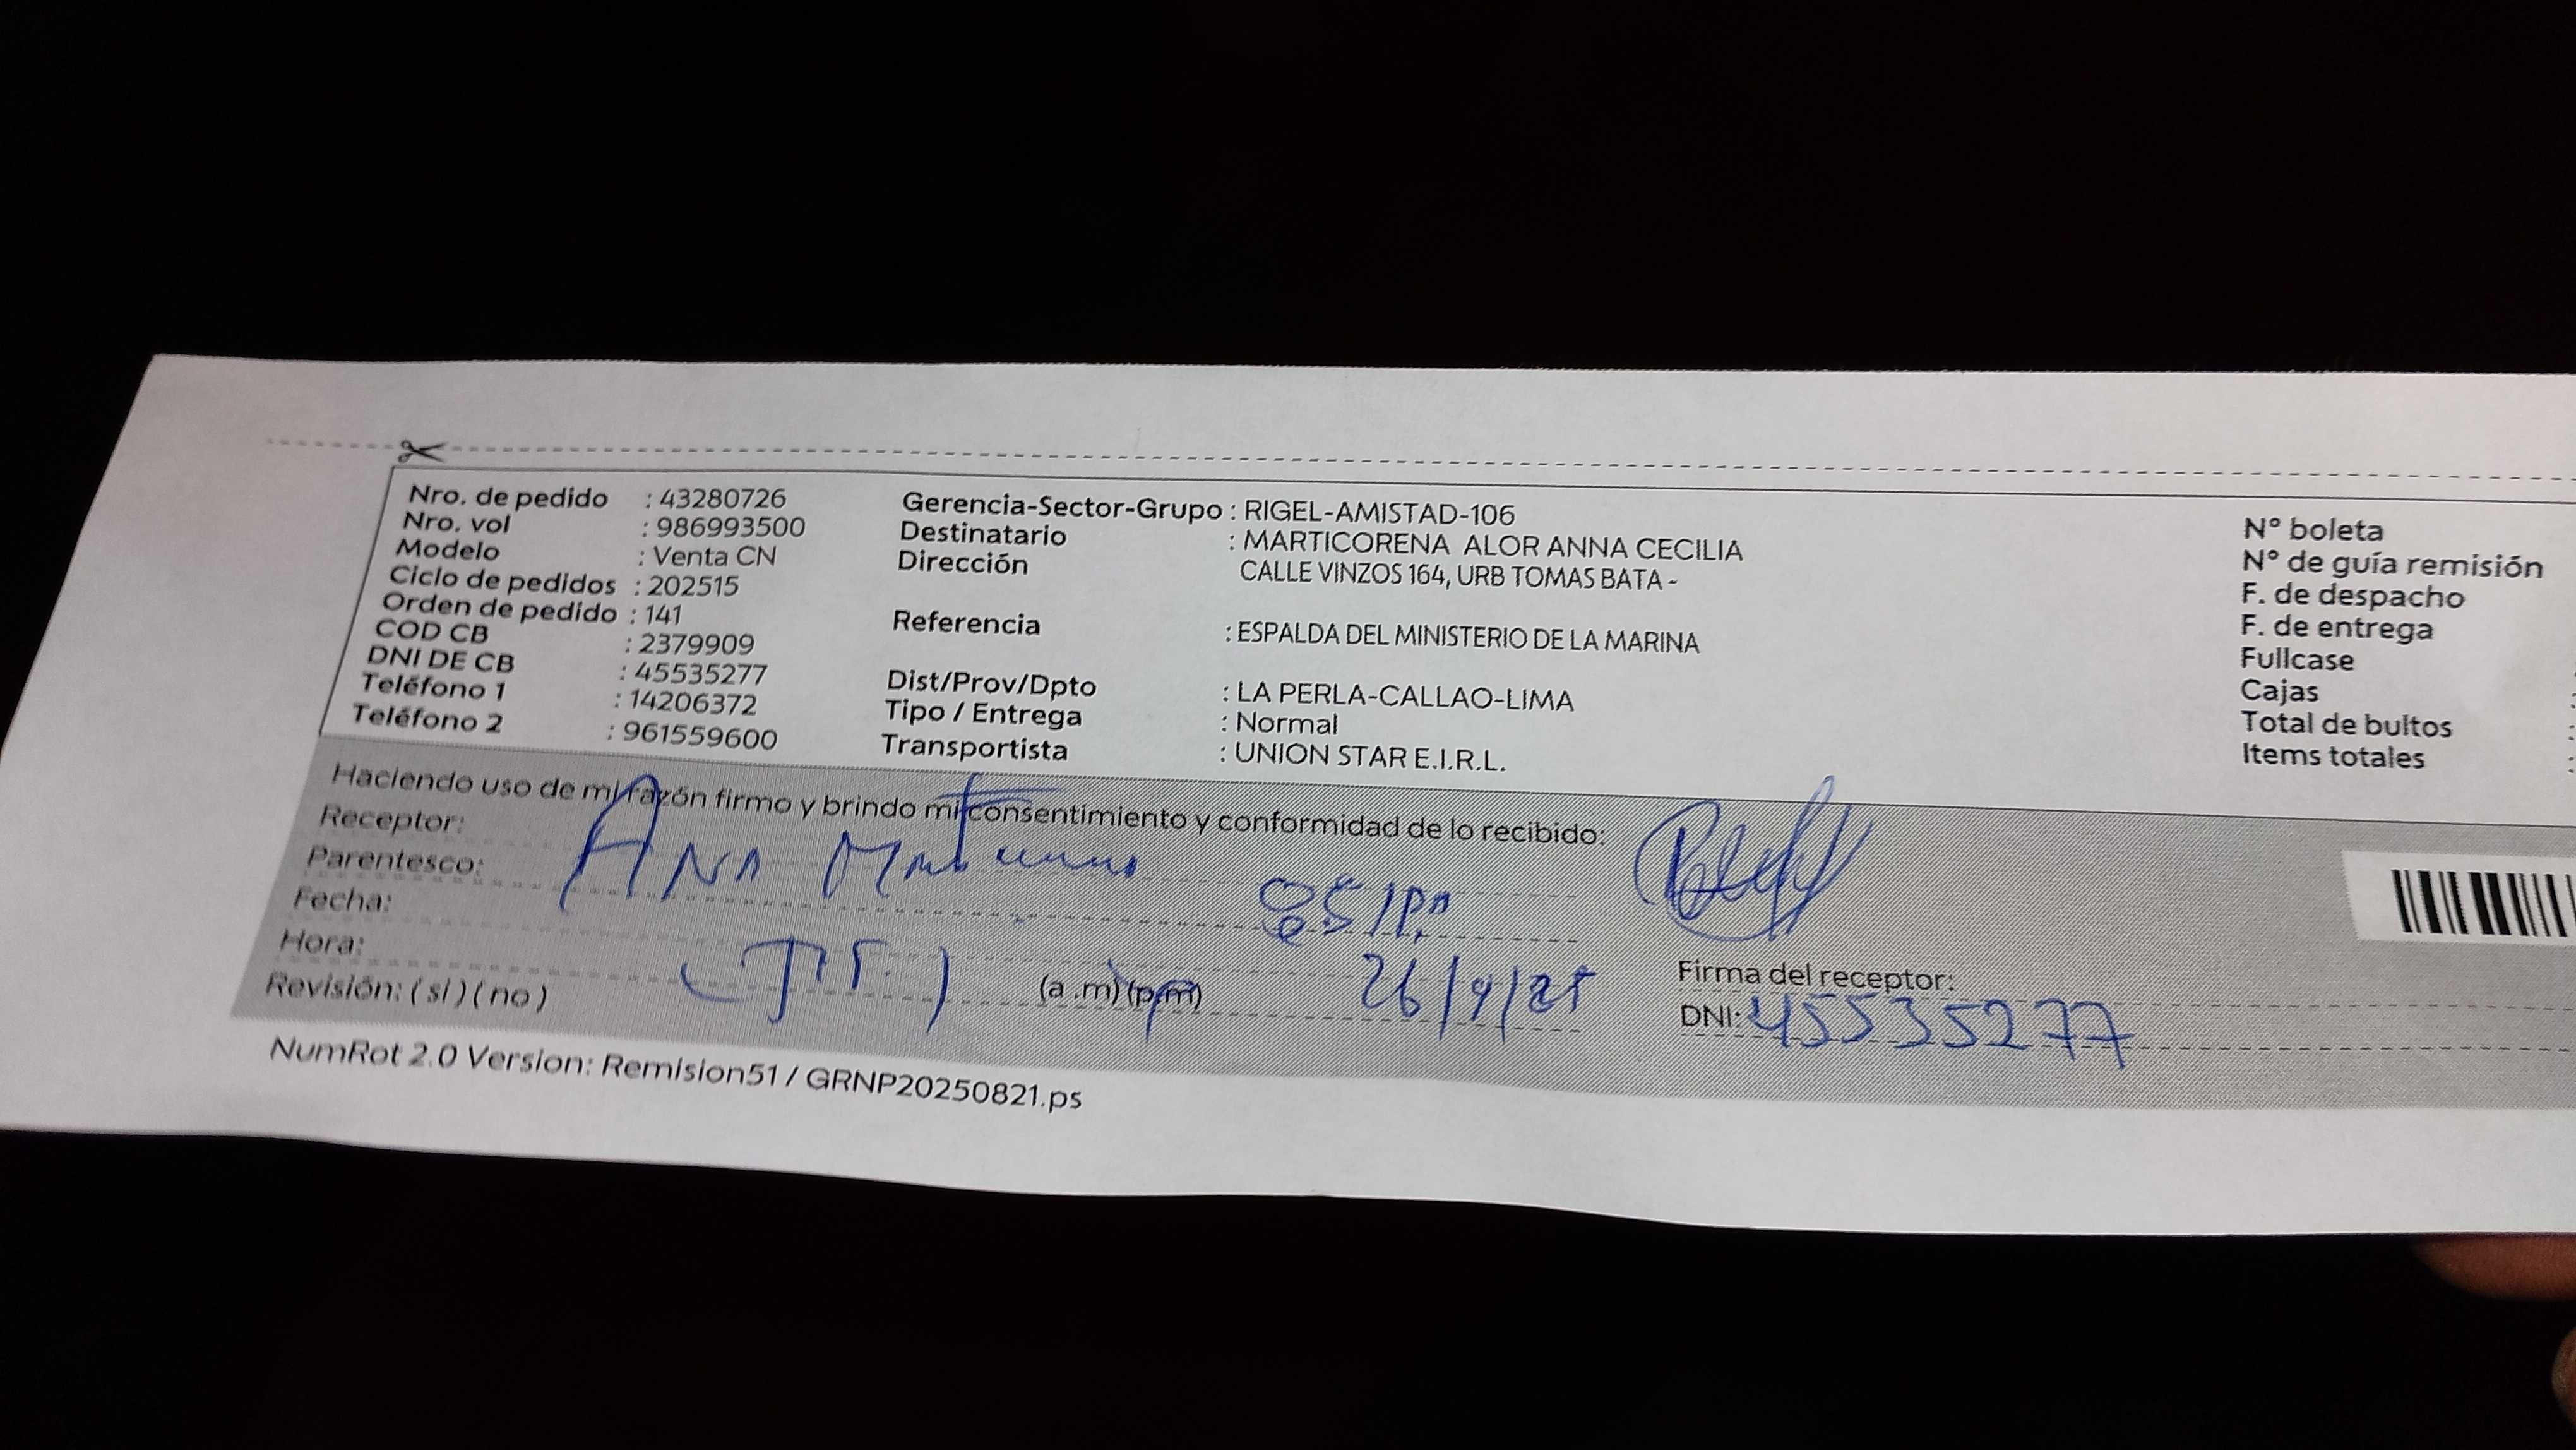 Nro. de pedido : 43280726
Nro. vol : 986993500
Modelo : Venta CN
Ciclo de pedidos : 202515
Orden de pedido : 141
COD CB : 2379909
DNI DE CB : 45535277
Teléfono 1 : 14206372
Teléfono 2 : 961559600
Gerencia-Sector-Grupo : RIGEL-AMISTAD-106
Destinatario : MARTICORENA ALOR ANNA CECILIA
Dirección CALLE VINZOS 164, URB TOMAS BATA -
Referencia : ESPALDA DEL MINISTERIO DE LA MARINA
Dist/Prov/Dpto : LA PERLA-CALLAO-LIMA
Tipo / Entrega : Normal
Transportista : UNION STAR E.I.R.L.
N° boleta
N° de guía remisión
F. de despacho
F. de entrega
Fullcase
Cajas :
Total de bultos :
Items totales :
Haciendo uso de mi razón firmo y brindo mi consentimiento y conformidad de lo recibido:
Receptor:
Parentesco: Ana
Fecha:
Hora: (a .m) (p.m) 26/9/25
Revisión: ( si ) ( no )
Firma del receptor:
DNI: 45535277
NumRot 2.0 Version: Remision51 / GRNP20250821.ps